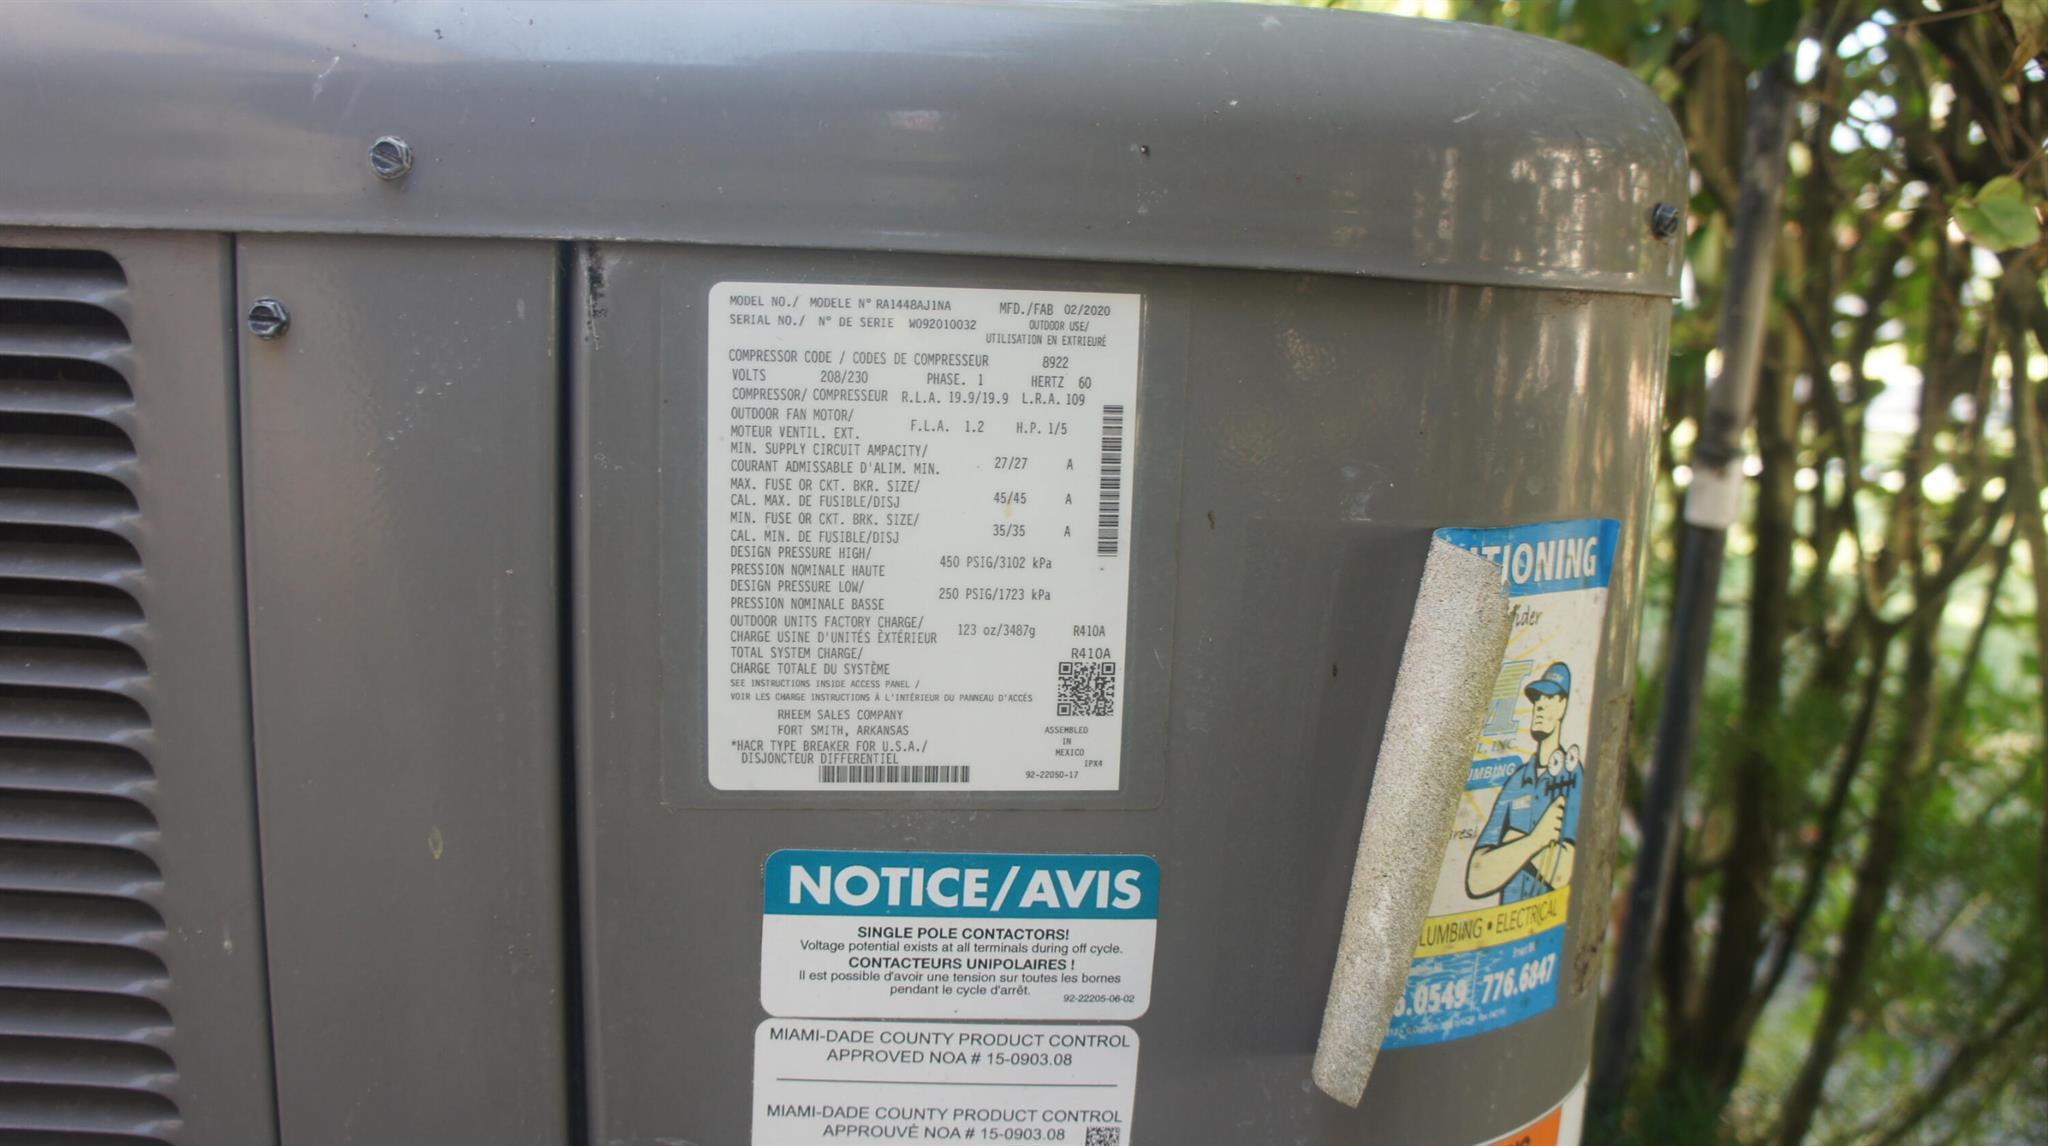 MODEL NO./ MODELE N° RA1448AJ1NA MFD./FAB 02/2020
SERIAL NO./ N° DE SERIE W092010032 OUTDOOR USE/
UTILISATION EN EXTRIEURÉ
COMPRESSOR CODE / CODES DE COMPRESSEUR 8922
VOLTS 208/230 PHASE. 1 HERTZ 60
COMPRESSOR/ COMPRESSEUR R.L.A. 19.9/19.9 L.R.A. 109
OUTDOOR FAN MOTOR/
MOTEUR VENTIL. EXT. F.L.A. 1.2 H.P. 1/5
MIN. SUPPLY CIRCUIT AMPACITY/
COURANT ADMISSABLE D'ALIM. MIN. 27/27 A
MAX. FUSE OR CKT. BKR. SIZE/
CAL. MAX. DE FUSIBLE/DISJ 45/45 A
MIN. FUSE OR CKT. BRK. SIZE/
CAL. MIN. DE FUSIBLE/DISJ 35/35 A
DESIGN PRESSURE HIGH/
PRESSION NOMINALE HAUTE 450 PSIG/3102 kPa
DESIGN PRESSURE LOW/
PRESSION NOMINALE BASSE 250 PSIG/1723 kPa
OUTDOOR UNITS FACTORY CHARGE/
CHARGE USINE D'UNITÉS ÈXTÉRIEUR 123 oz/3487g R410A
TOTAL SYSTEM CHARGE/ R410A
CHARGE TOTALE DU SYSTÈME
SEE INSTRUCTIONS INSIDE ACCESS PANEL /
VOIR LES CHARGE INSTRUCTIONS À L'INTÉRIEUR DU PANNEAU D'ACCÉS
RHEEM SALES COMPANY
FORT SMITH, ARKANSAS
*HACR TYPE BREAKER FOR U.S.A./
DISJONCTEUR DIFFERENTIEL
ASSEMBLED
IN
MEXICO
IPX4
92-22050-17
NOTICE/AVIS
SINGLE POLE CONTACTORS!
Voltage potential exists at all terminals during off cycle.
CONTACTEURS UNIPOLAIRES !
Il est possible d'avoir une tension sur toutes les bornes
pendant le cycle d'arrêt.
92-22205-06-02
MIAMI-DADE COUNTY PRODUCT CONTROL
APPROVED NOA # 15-0903.08
MIAMI-DADE COUNTY PRODUCT CONTROL
APPROUVÉ NOA # 15-0903.08
TIONING
INC.
UMBING
LUMBING • ELECTRICAL
.0549 776.6847